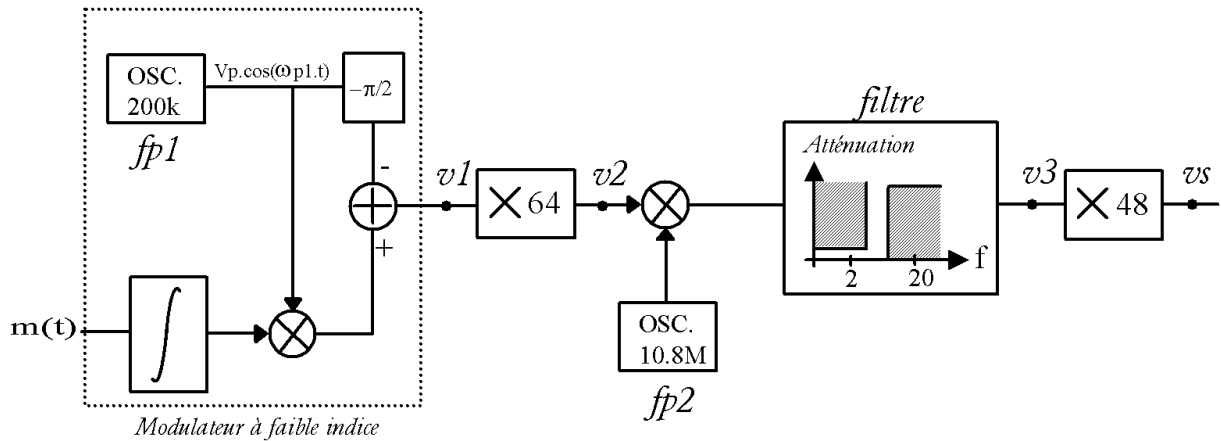 OSC.
200k
fp1
Vp.cos(ωp1.t)
−π/2
-
+
m(t)
∫
Modulateur à faible indice
v1
× 64
v2
OSC.
10.8M
fp2
filtre
Atténuation
2
20
f
v3
× 48
vs